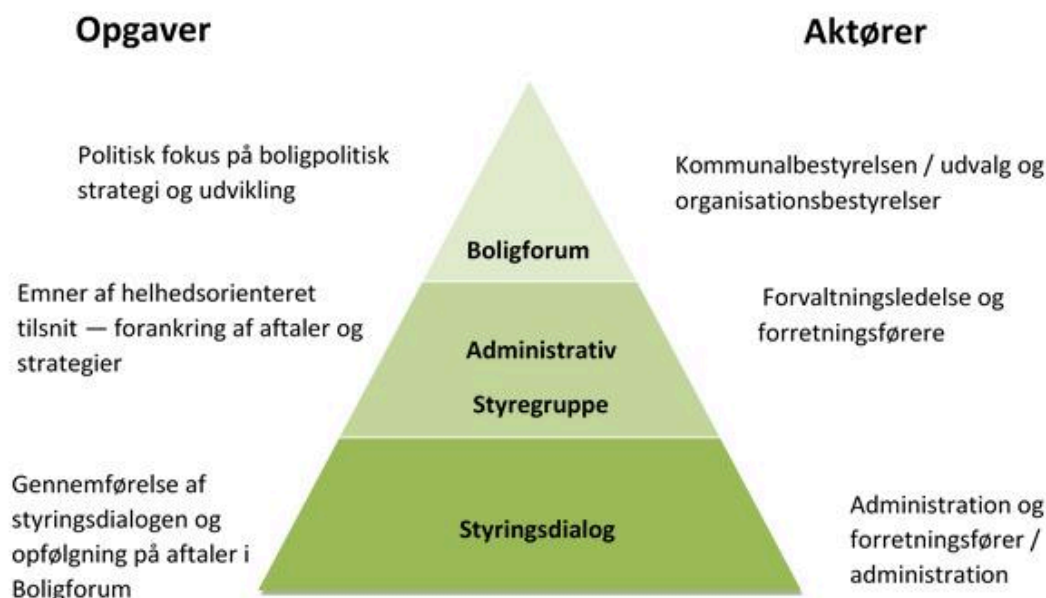 Opgaver
Aktører
Politisk fokus på boligpolitisk
strategi og udvikling
Kommunalbestyrelsen / udvalg og
organisationsbestyrelser
Boligforum
Emner af helhedsorienteret
tilsnit — forankring af aftaler og
strategier
Forvaltningsledelse og
forretningsførere
Administrativ
Styregruppe
Gennemførelse af
styringsdialogen og
opfølgning på aftaler i
Boligforum
Styringsdialog
Administration og
forretningsfører /
administration